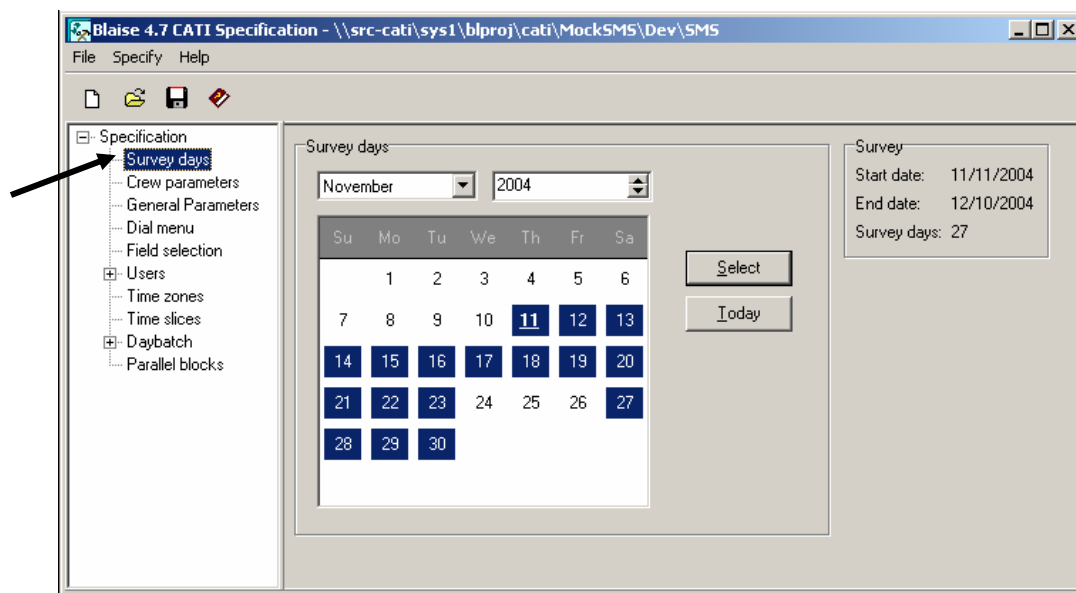 Blaise 4.7 CATI Specification - \\src-cati\sys1\blproj\cati\MockSMS\Dev\SMS
File Specify Help
Specification
Survey days
Crew parameters
General Parameters
Dial menu
Field selection
Users
Time zones
Time slices
Daybatch
Parallel blocks
Survey days
November 2004
Su Mo Tu We Th Fr Sa
1 2 3 4 5 6
7 8 9 10 11 12 13
14 15 16 17 18 19 20
21 22 23 24 25 26 27
28 29 30
Select
Today
Survey
Start date: 11/11/2004
End date: 12/10/2004
Survey days: 27